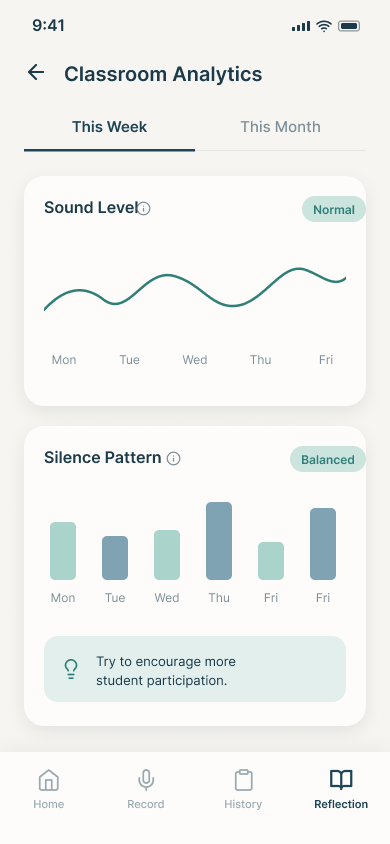 9:41
Classroom Analytics
This Week
This Month
Sound Level
Normal
Mon Tue Wed Thu Fri
Silence Pattern
Balanced
Mon Tue Wed Thu Fri Fri
Try to encourage more
student participation.
Home Record History Reflection